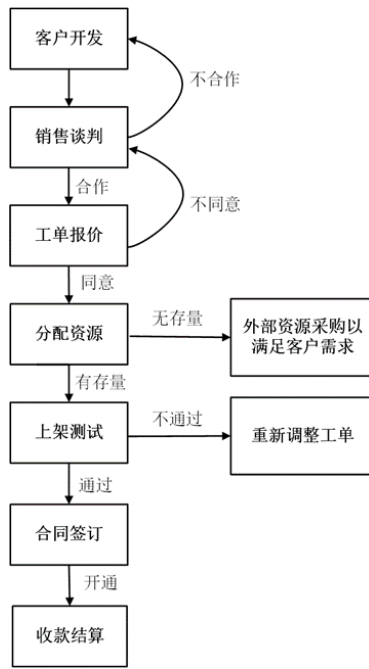 客户开发
不合作
销售谈判
合作
不同意
工单报价
同意
分配资源
无存量
外部资源采购以
满足客户需求
有存量
上架测试
不通过
重新调整工单
通过
合同签订
开通
收款结算